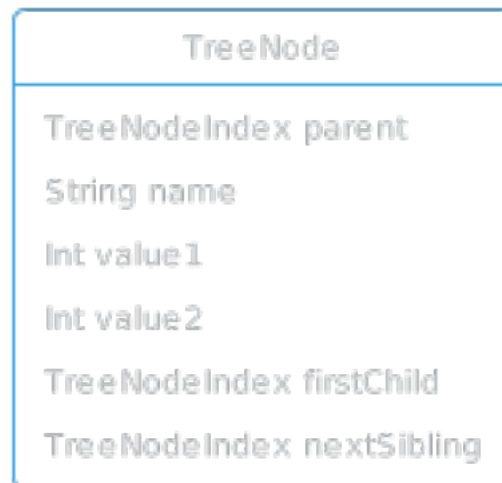 TreeNode
TreeNodeIndex parent
String name
Int value1
Int value2
TreeNodeIndex firstChild
TreeNodeIndex nextSibling